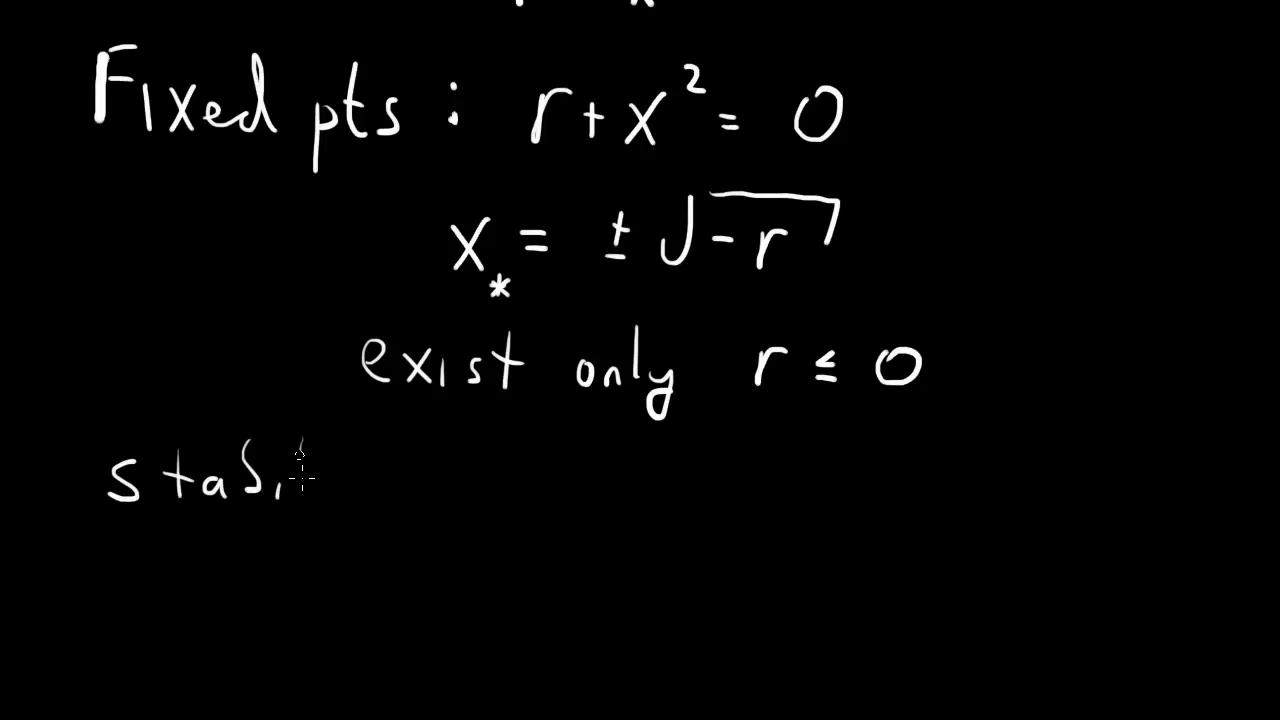 Fixed pts : r + x² = 0
x* = ± √-r
exist only r ≤ 0